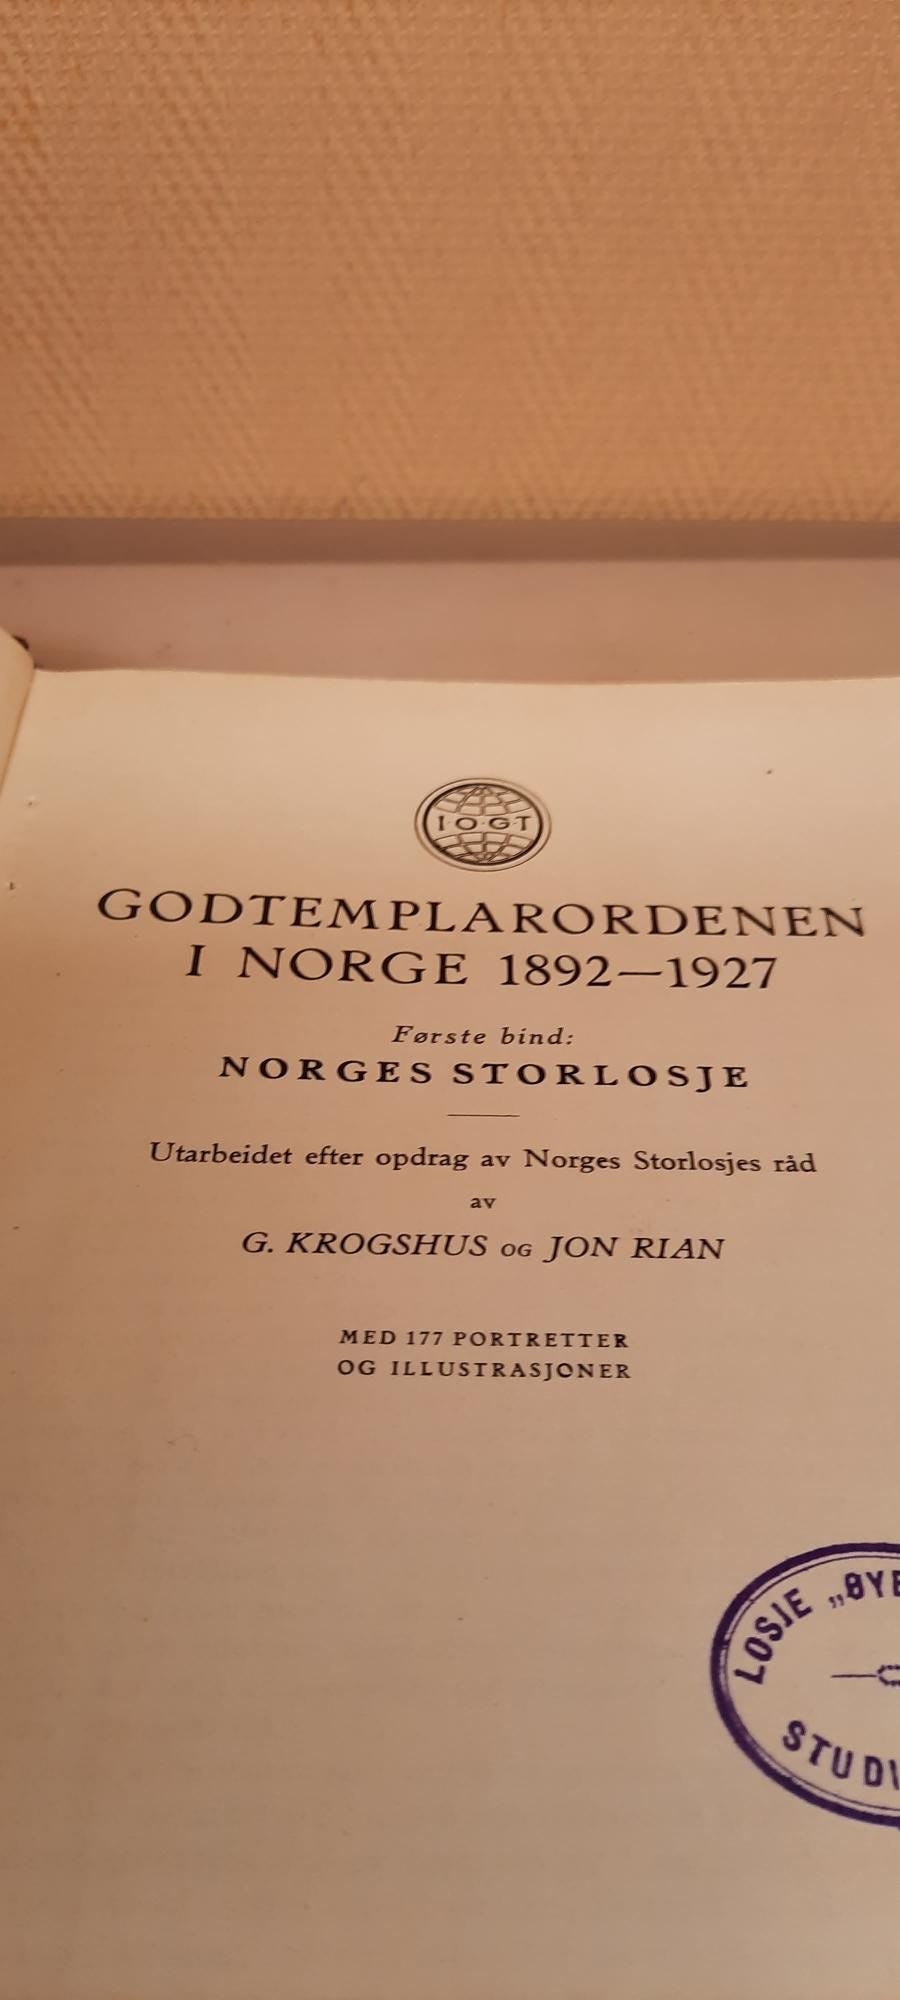 I·O·G·T
GODTEMPLARORDENEN
I NORGE 1892—1927
Første bind:
NORGES STORLOSJE
Utarbeidet efter opdrag av Norges Storlosjes råd
av
G. KROGSHUS OG JON RIAN
MED 177 PORTRETTER
OG ILLUSTRASJONER
LOSJE